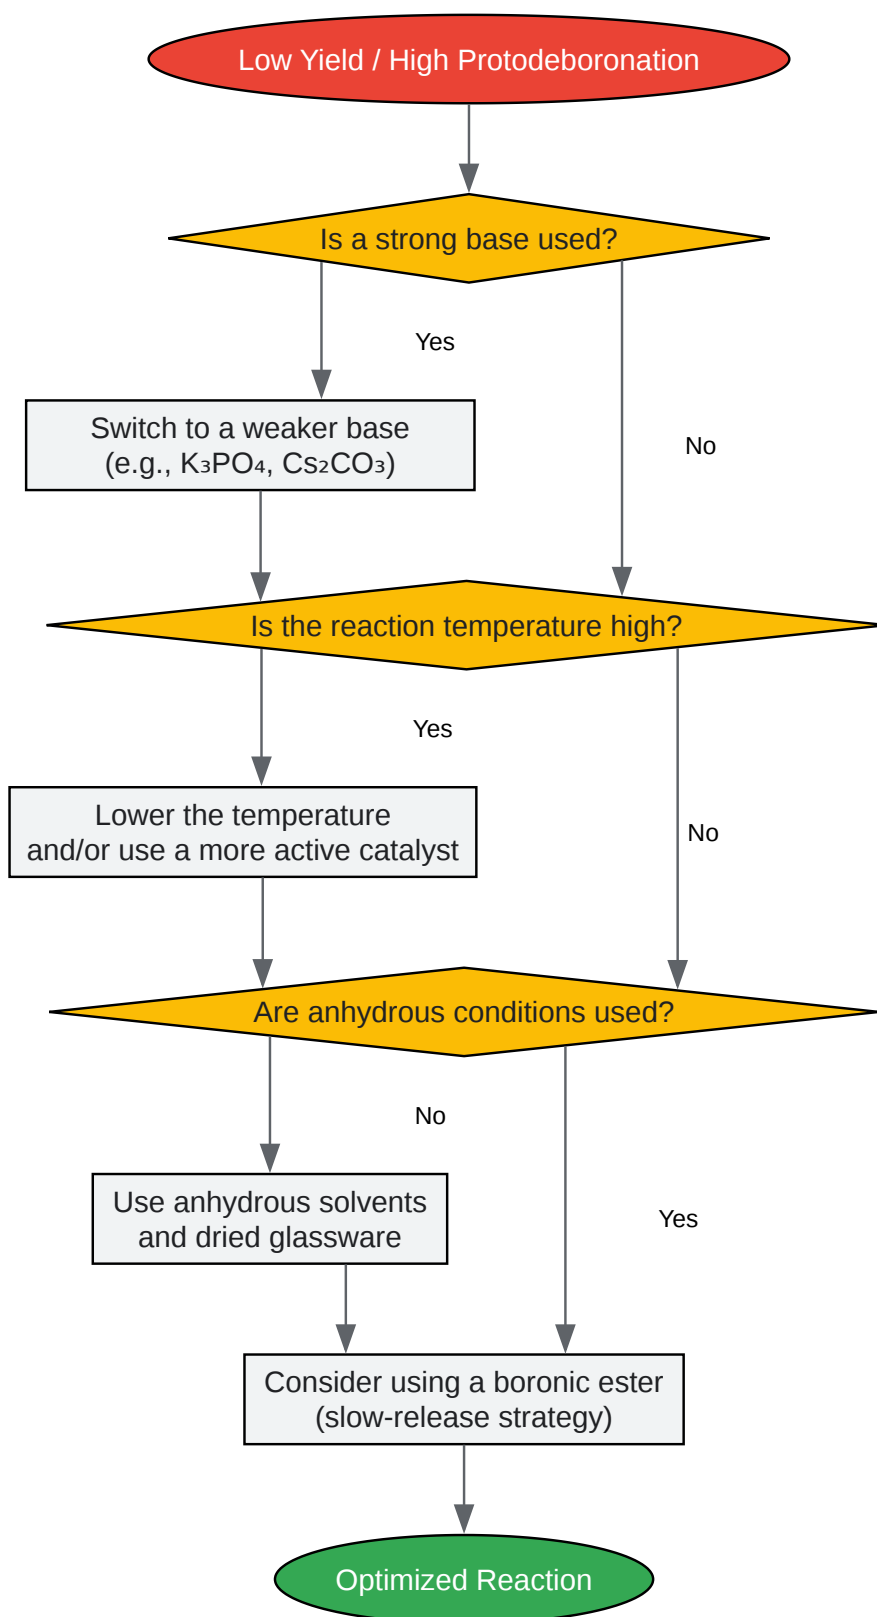 Low Yield / High Protodeboronation
Is a strong base used?
Yes
Switch to a weaker base
(e.g., K₃PO₄, Cs₂CO₃)
No
Is the reaction temperature high?
Yes
Lower the temperature
and/or use a more active catalyst
No
Are anhydrous conditions used?
No
Use anhydrous solvents
and dried glassware
Yes
Consider using a boronic ester
(slow-release strategy)
Optimized Reaction